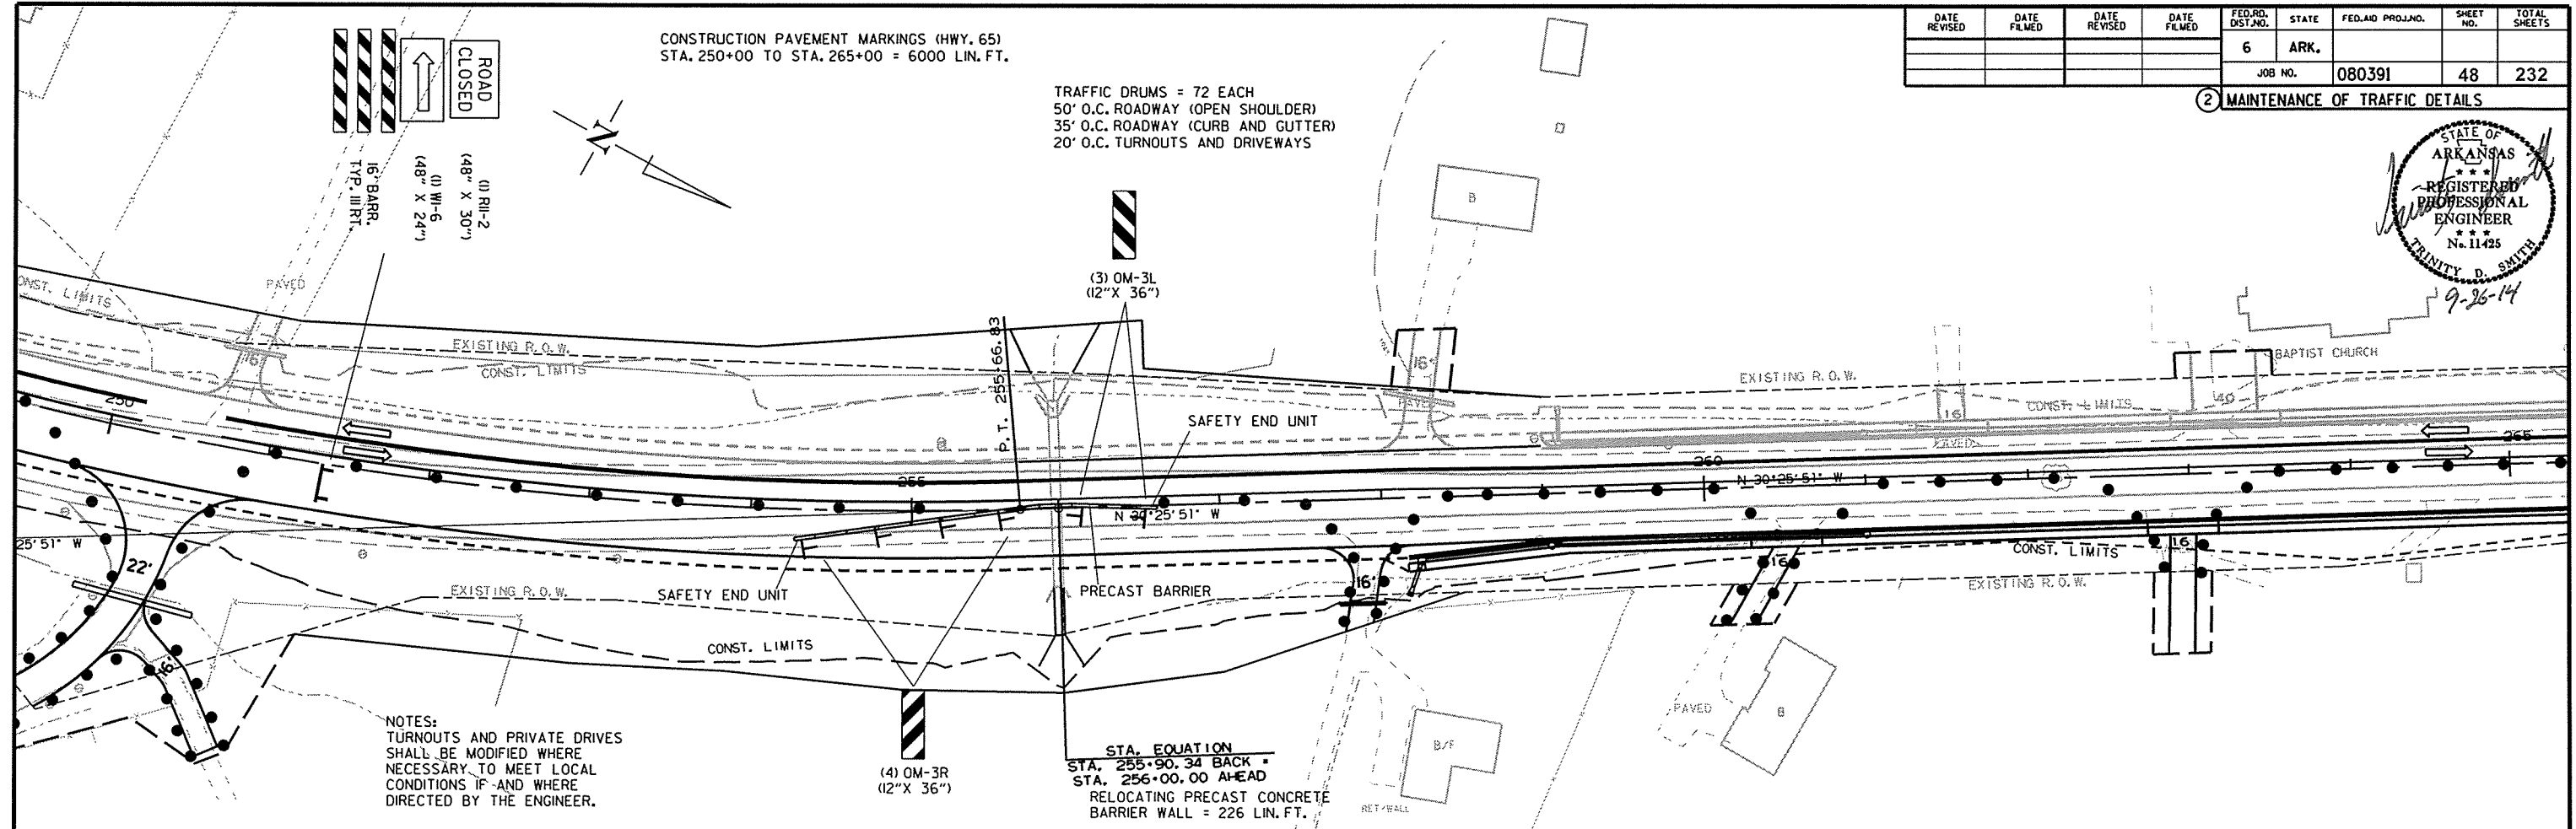 DATE REVISED
DATE FILMED
DATE REVISED
DATE FILMED
FED.RD. DIST.NO.
STATE
FED.AID PROJ.NO.
SHEET NO.
TOTAL SHEETS
6
ARK.
JOB NO.
080391
48
232
2
MAINTENANCE OF TRAFFIC DETAILS
CONSTRUCTION PAVEMENT MARKINGS (HWY. 65)
STA. 250+00 TO STA. 265+00 = 6000 LIN. FT.
TRAFFIC DRUMS = 72 EACH
50' O.C. ROADWAY (OPEN SHOULDER)
35' O.C. ROADWAY (CURB AND GUTTER)
20' O.C. TURNOUTS AND DRIVEWAYS
STATE OF
ARKANSAS
REGISTERED
PROFESSIONAL
ENGINEER
No. 11425
TRINITY D. SMITH
9-26-14
ROAD
CLOSED
(1) R11-2
(48" X 30")
(1) W1-6
(48" X 24")
16' BARR.
TYP. III RT.
N
B
(3) OM-3L
(12"X 36")
CONST. LIMITS
PAVED
16'
EXISTING R.O.W.
CONST. LIMITS
P.T. 255+66.83
SAFETY END UNIT
16'
PAVED
EXISTING R.O.W.
16
CONST. LIMITS
40
BAPTIST CHURCH
PAVED
250
255
260
265
N 30°25'51" W
N 30°25'51" W
25'51" W
22'
16'
EXISTING R.O.W.
SAFETY END UNIT
PRECAST BARRIER
CONST. LIMITS
16'
16'
16
CONST. LIMITS
EXISTING R.O.W.
PAVED
B
B/F
RET/WALL
NOTES:
TURNOUTS AND PRIVATE DRIVES
SHALL BE MODIFIED WHERE
NECESSARY TO MEET LOCAL
CONDITIONS IF AND WHERE
DIRECTED BY THE ENGINEER.
(4) OM-3R
(12"X 36")
STA. EQUATION
STA. 255+90.34 BACK =
STA. 256+00.00 AHEAD
RELOCATING PRECAST CONCRETE
BARRIER WALL = 226 LIN. FT.